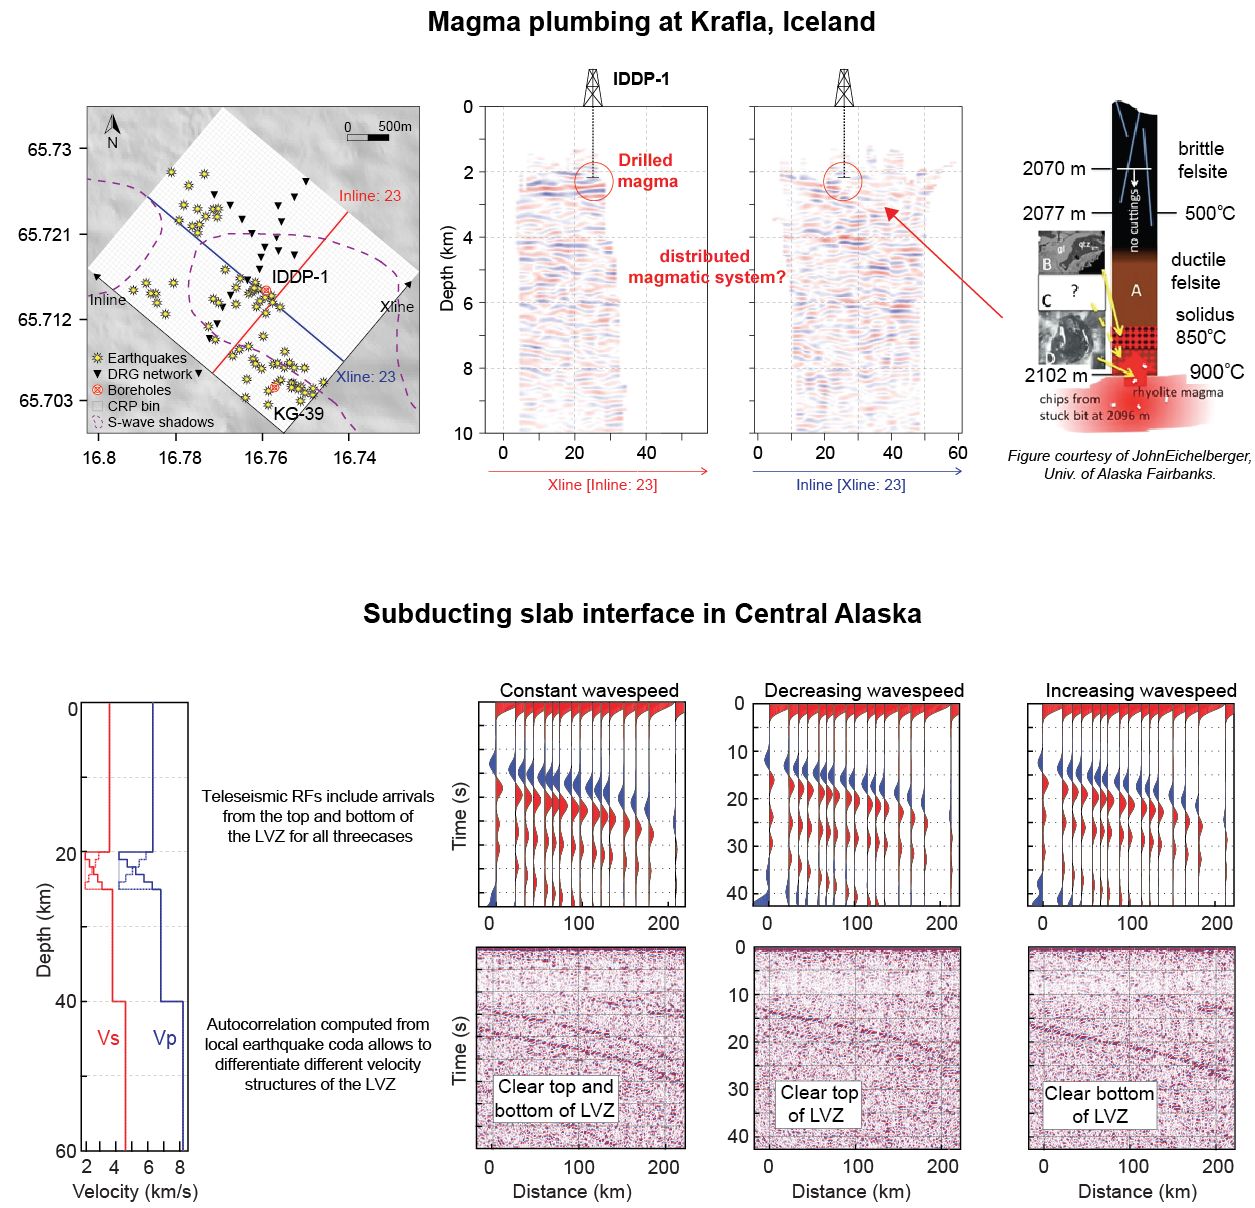 Magma plumbing at Krafla, Iceland
65.73
65.721
65.712
65.703
16.8
16.78
16.76
16.74
N
0 500m
Inline: 23
IDDP-1
Inline
Xline
Xline: 23
KG-39
Earthquakes
DRG network
Boreholes
CRP bin
S-wave shadows
IDDP-1
0
2
4
6
8
10
Depth (km)
Drilled
magma
distributed
magmatic system?
0 20 40
Xline [Inline: 23]
0 20 40 60
Inline [Xline: 23]
2070 m
2077 m
2102 m
no cuttings
brittle
felsite
500°C
ductile
felsite
solidus
850°C
900°C
A
B
gl
qtz
C
?
D
rhyolite magma
chips from
stuck bit at 2096 m
Figure courtesy of JohnEichelberger,
Univ. of Alaska Fairbanks.
Subducting slab interface in Central Alaska
0
20
40
60
Depth (km)
Vs
Vp
2 4 6 8
Velocity (km/s)
Teleseismic RFs include arrivals
from the top and bottom of
the LVZ for all threecases
Autocorrelation computed from
local earthquake coda allows to
differentiate different velocity
structures of the LVZ
Constant wavespeed
Decreasing wavespeed
Increasing wavespeed
Time (s)
0
10
20
30
40
0 100 200
0 100 200
0 100 200
Time (s)
0
10
20
30
40
Clear top and
bottom of LVZ
Clear top
of LVZ
Clear bottom
of LVZ
0 100 200
0 100 200
0 100 200
Distance (km)
Distance (km)
Distance (km)